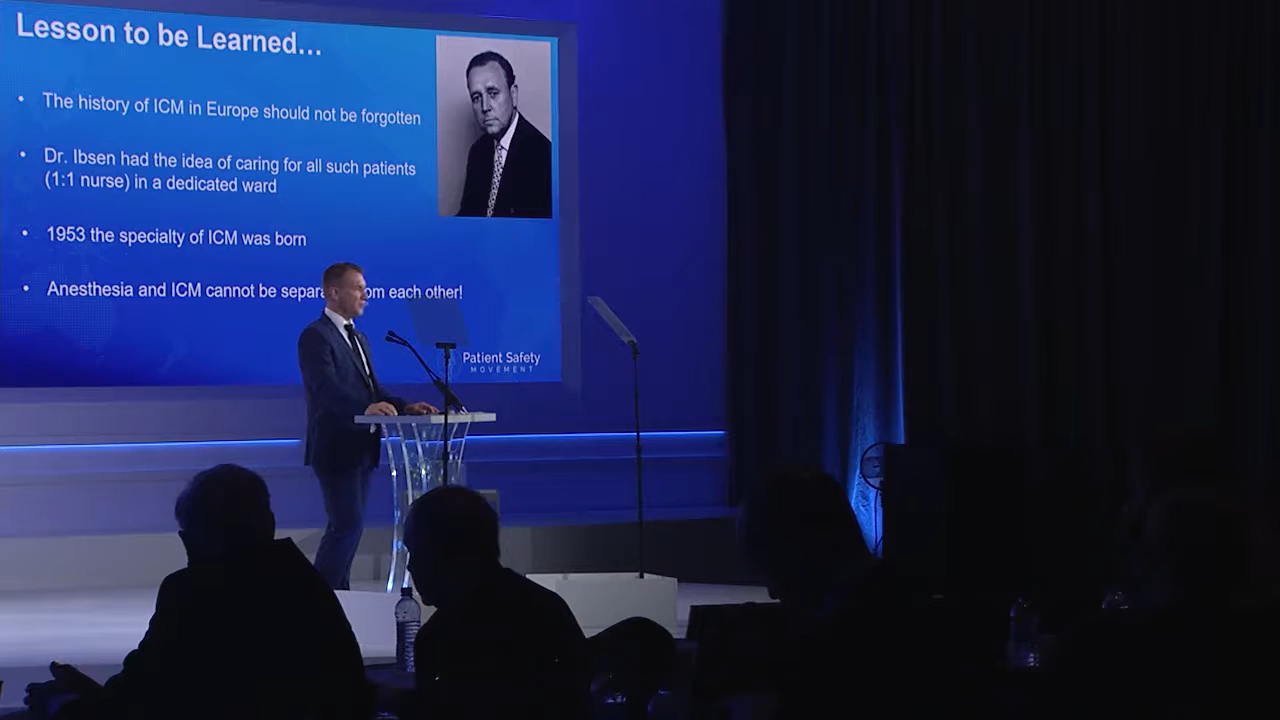 Lesson to be Learned...
• The history of ICM in Europe should not be forgotten
• Dr. Ibsen had the idea of caring for all such patients
(1:1 nurse) in a dedicated ward
• 1953 the specialty of ICM was born
• Anesthesia and ICM cannot be separa om each other!
Patient Safety
MOVEMENT